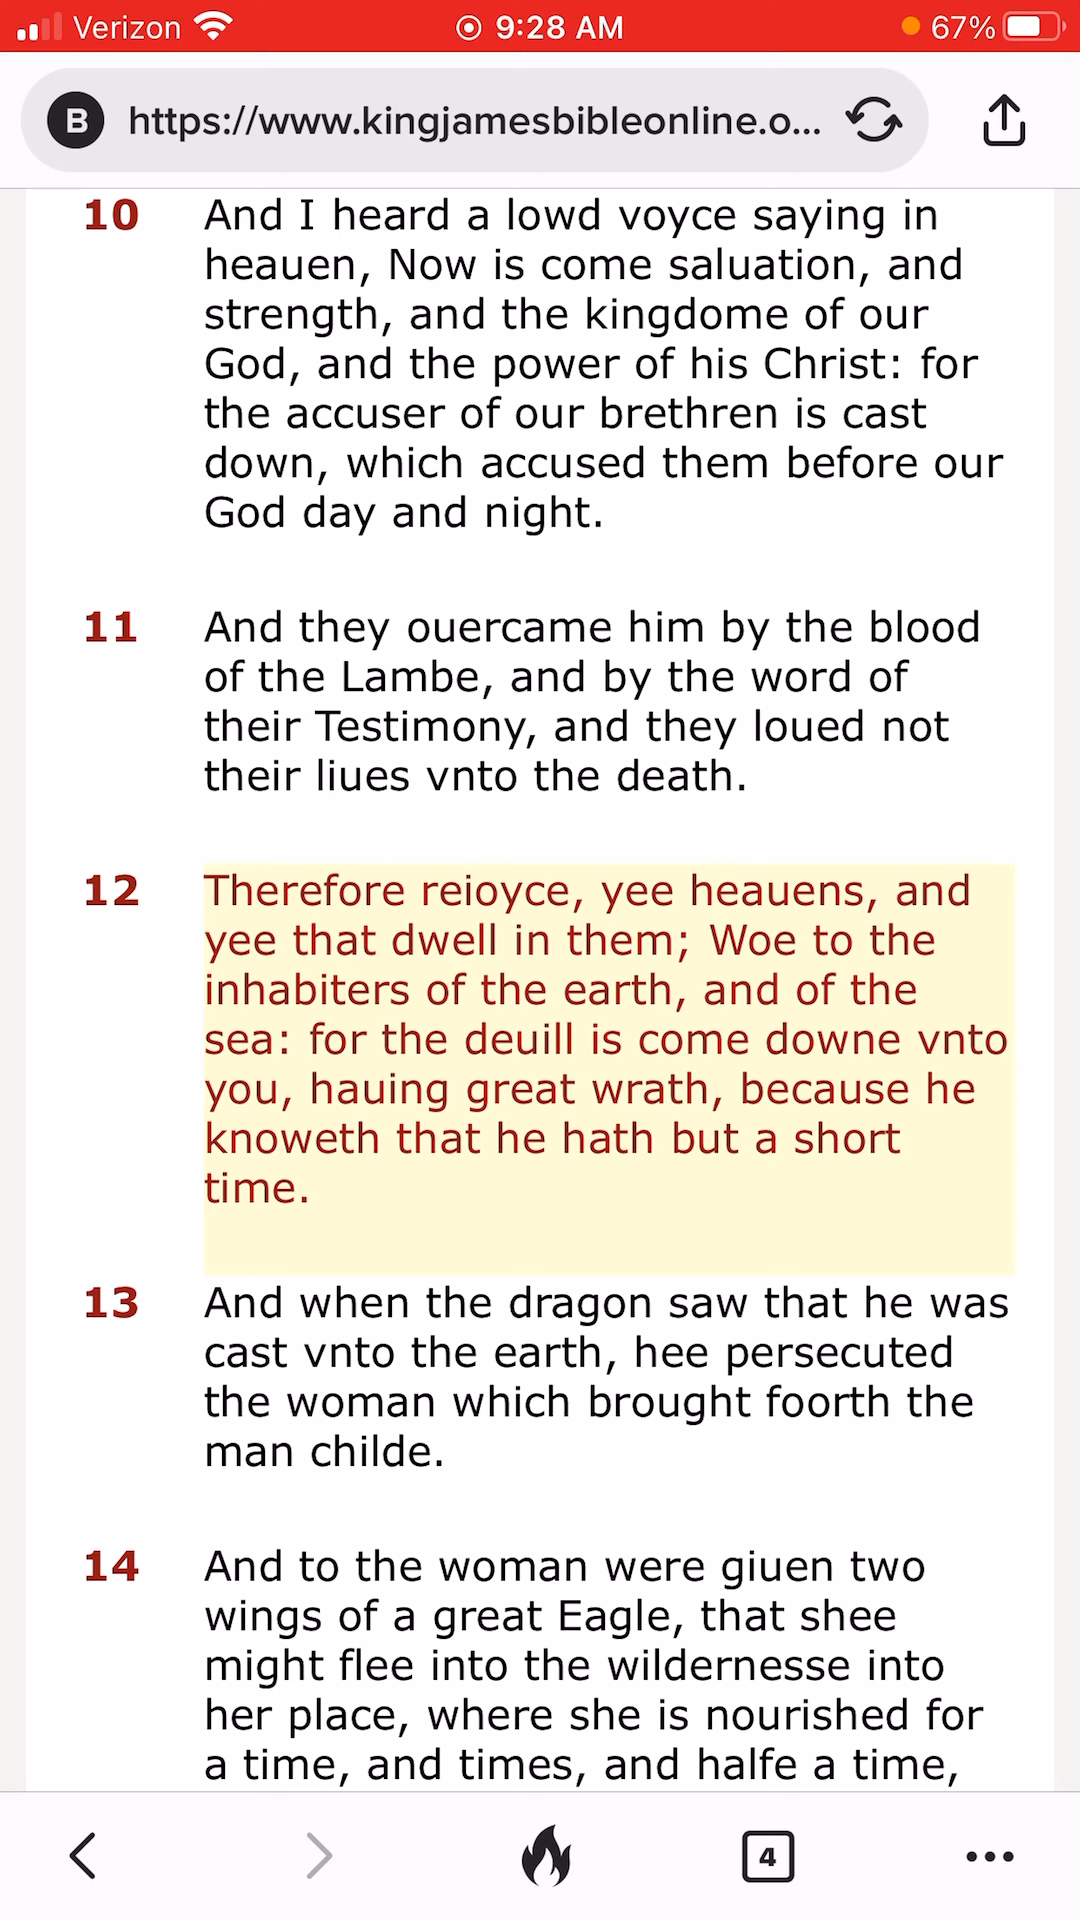 Verizon 9:28 AM 67%
B https://www.kingjamesbibleonline.o...
10 And I heard a lowd voyce saying in
heauen, Now is come saluation, and
strength, and the kingdome of our
God, and the power of his Christ: for
the accuser of our brethren is cast
down, which accused them before our
God day and night.
11 And they ouercame him by the blood
of the Lambe, and by the word of
their Testimony, and they loued not
their liues vnto the death.
12 Therefore reioyce, yee heauens, and
yee that dwell in them; Woe to the
inhabiters of the earth, and of the
sea: for the deuill is come downe vnto
you, hauing great wrath, because he
knoweth that he hath but a short
time.
13 And when the dragon saw that he was
cast vnto the earth, hee persecuted
the woman which brought foorth the
man childe.
14 And to the woman were giuen two
wings of a great Eagle, that shee
might flee into the wildernesse into
her place, where she is nourished for
a time, and times, and halfe a time,
4